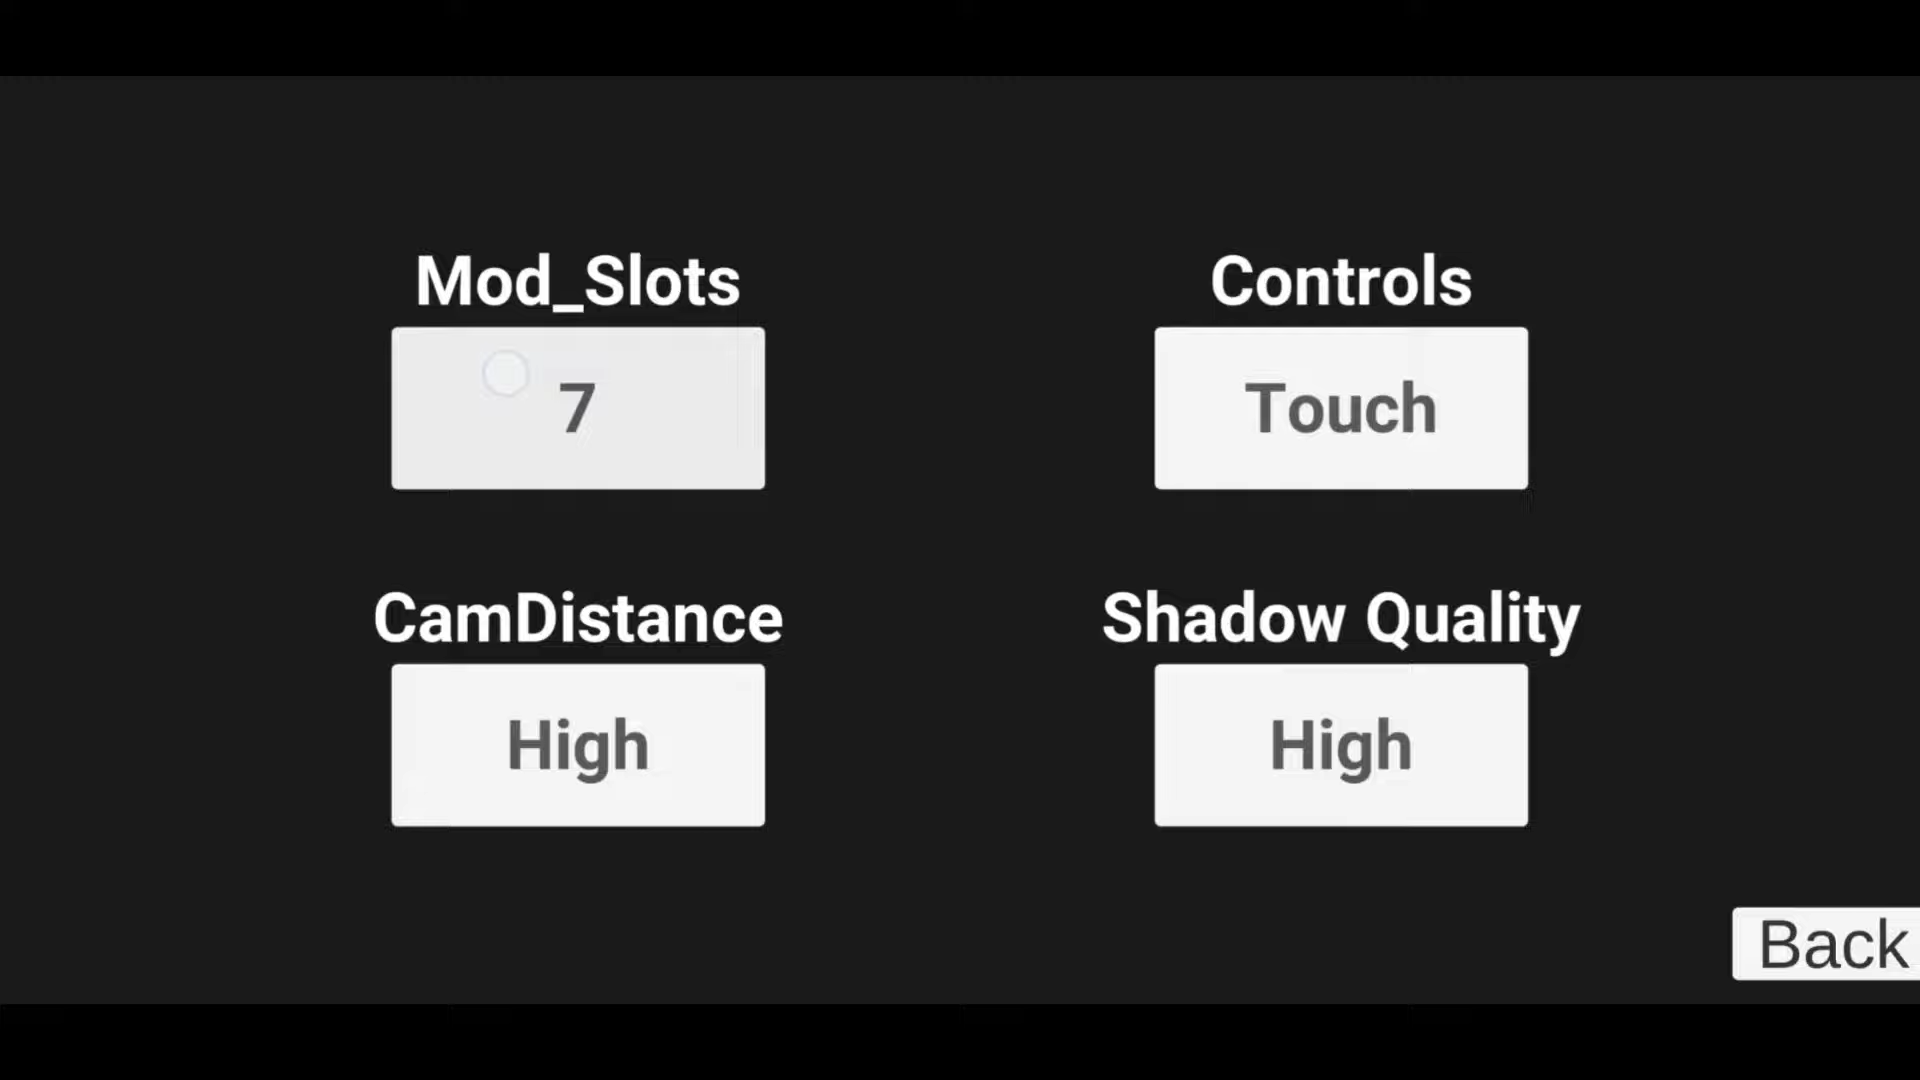 Mod_Slots
Controls
7
Touch
CamDistance
Shadow Quality
High
High
Back